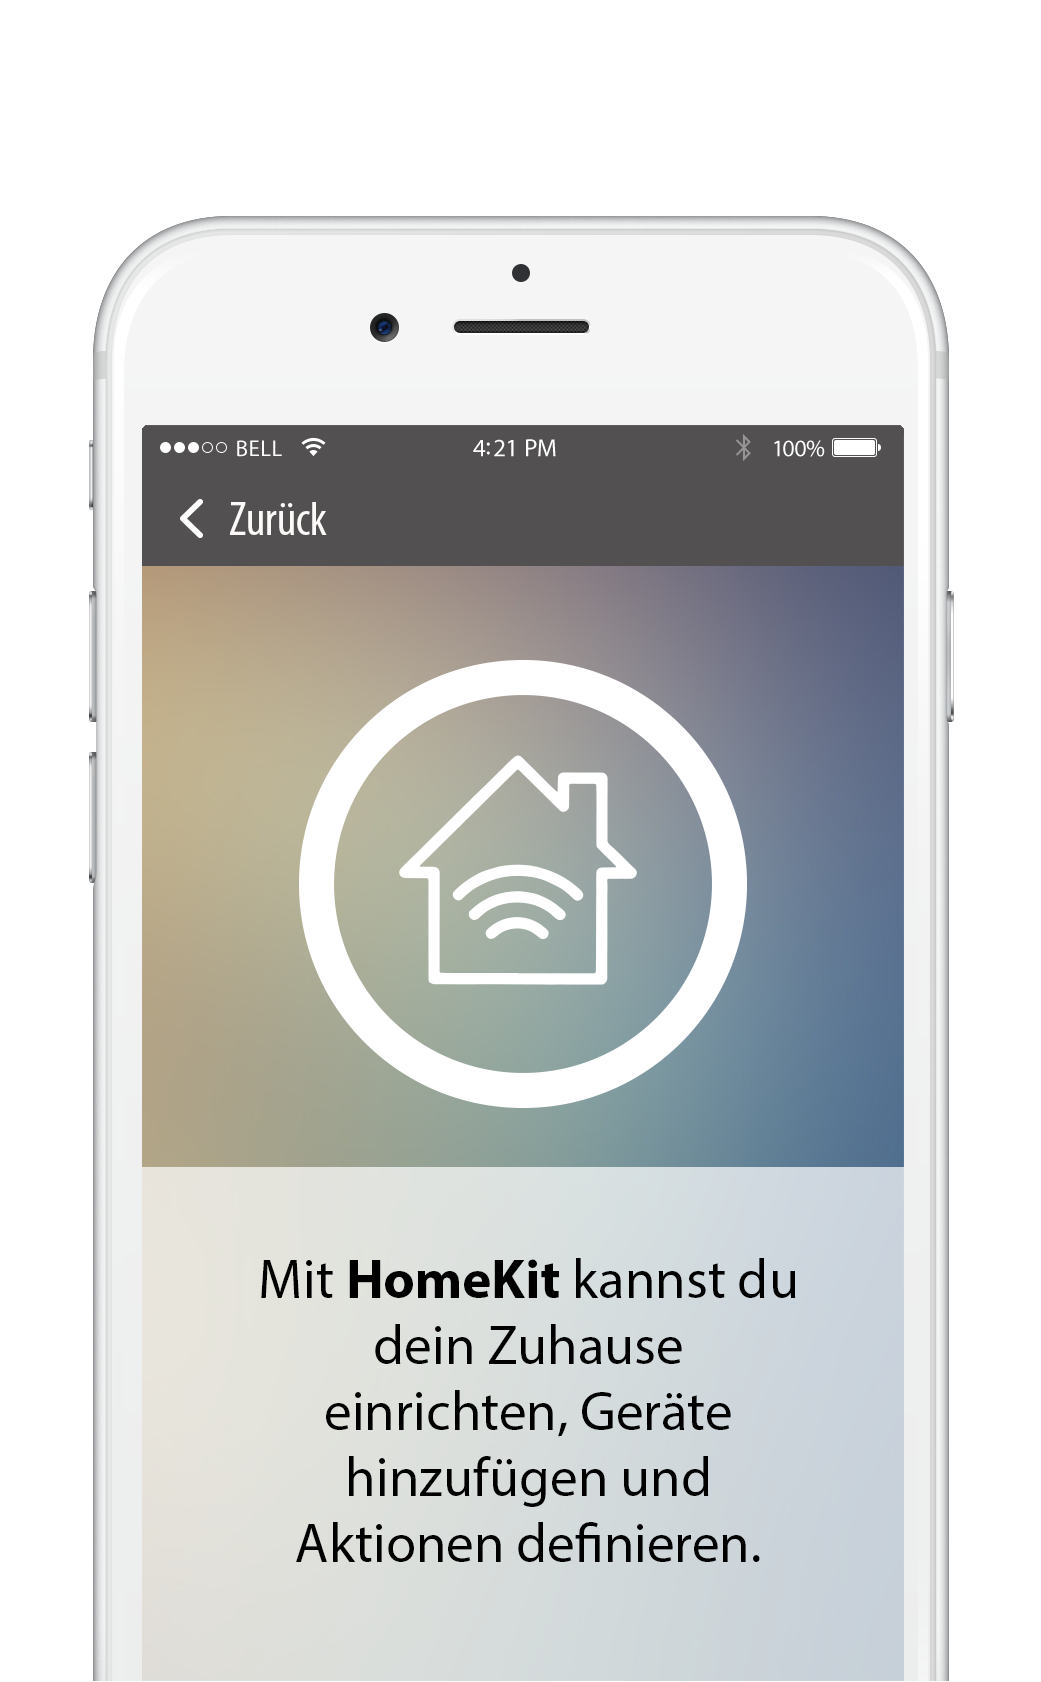 BELL 4:21 PM 100%
Zurück
Mit HomeKit kannst du
dein Zuhause
einrichten, Geräte
hinzufügen und
Aktionen definieren.